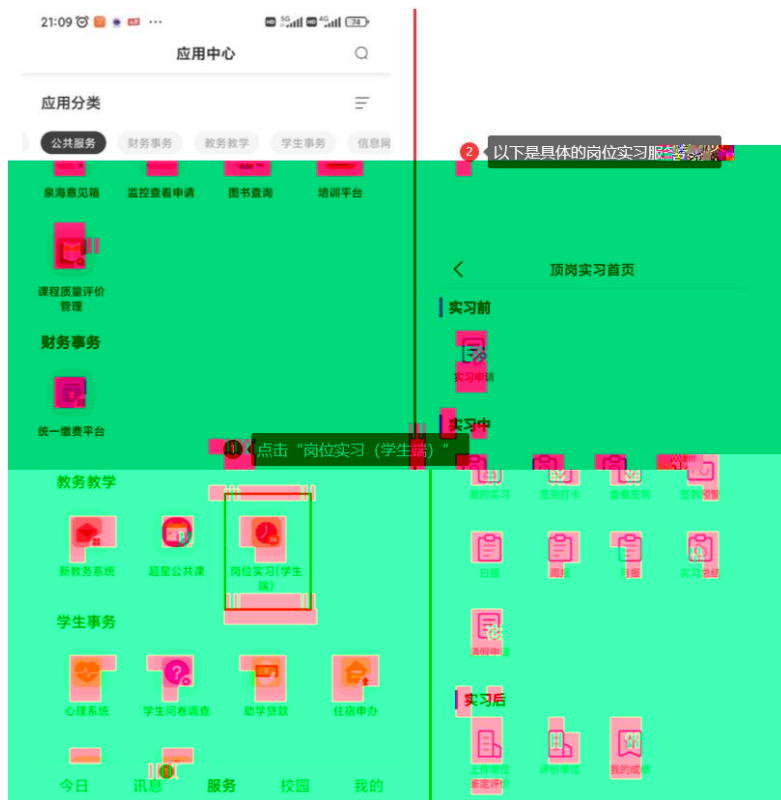 21:09
74
应用中心
应用分类
公共服务 财务事务 教务教学 学生事务 信息网
泉海意见箱 监控查看申请 图书查询 培训平台
课程质量评价
管理
财务事务
统一缴费平台
点击“岗位实习（学生端）“
教务教学
新教务系统 超星公共课 岗位实习(学生
端)
学生事务
心理系统 学生问卷调查 助学贷款 住宿申办
今日 讯息 服务 校园 我的
2 以下是具体的岗位实习服务
顶岗实习首页
实习前
实习申请
实习中
我的实习 签到打卡 查看签到 签到预警
日报 周报 月报 实习总结
请假申请
实习后
上传单位
鉴定评价
评价单位 我的成绩